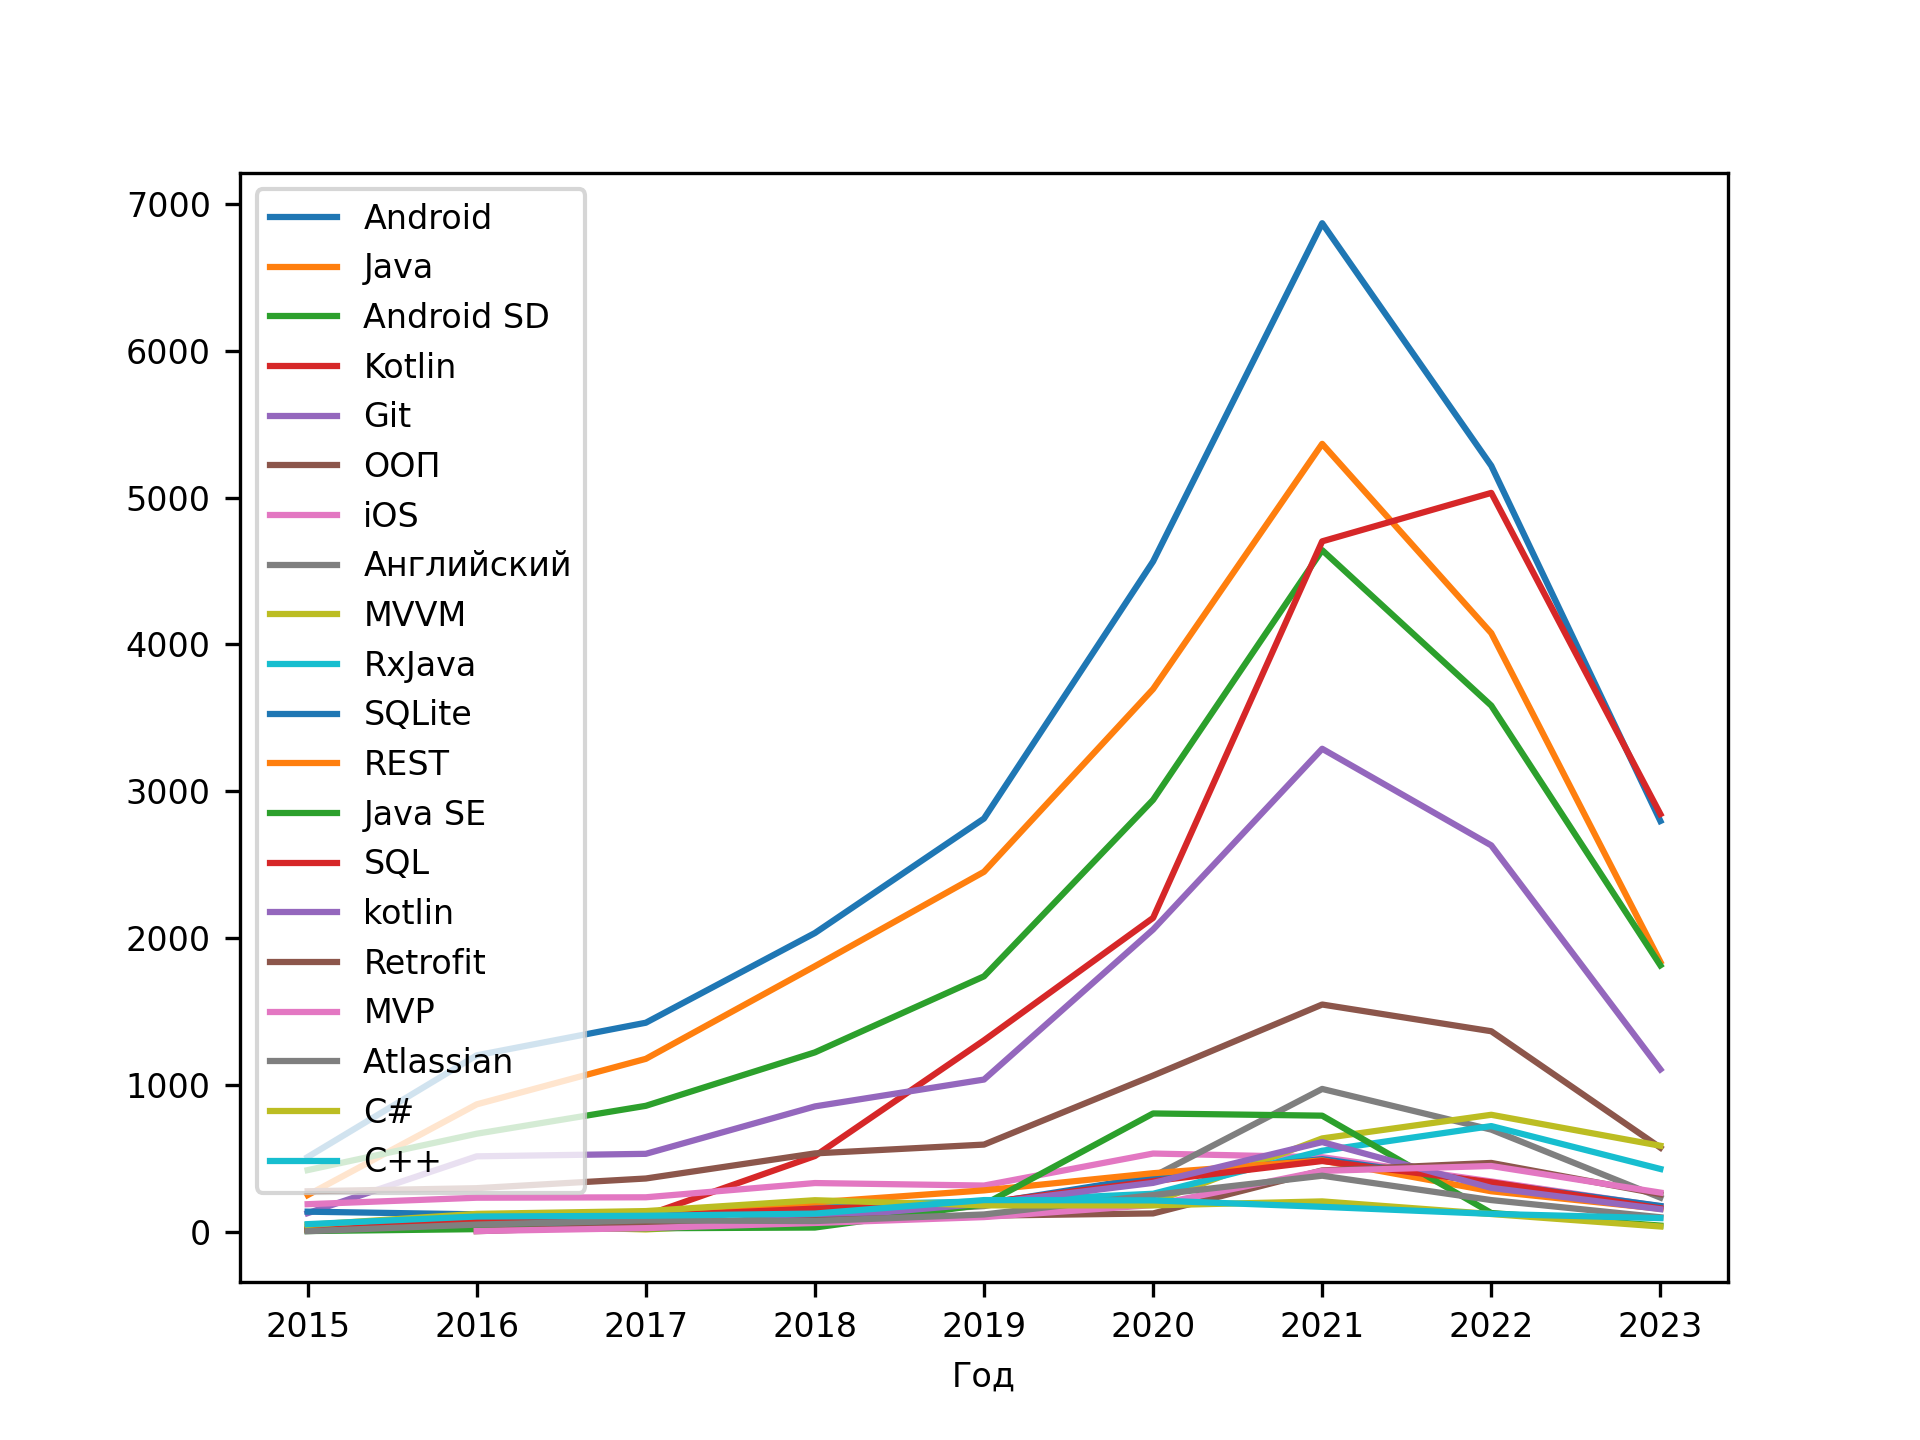 7000
6000
5000
4000
3000
2000
1000
0
Android
Java
Android SD
Kotlin
Git
ООП
iOS
Английский
MVVM
RxJava
SQLite
REST
Java SE
SQL
kotlin
Retrofit
MVP
Atlassian
C#
C++
2015 2016 2017 2018 2019 2020 2021 2022 2023
Год